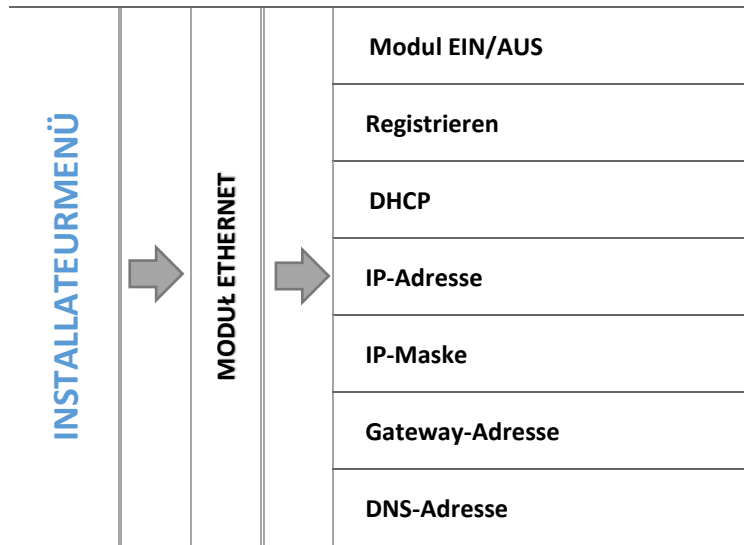 INSTALLATEURMENÜ
MODUŁ ETHERNET
Modul EIN/AUS
Registrieren
DHCP
IP-Adresse
IP-Maske
Gateway-Adresse
DNS-Adresse